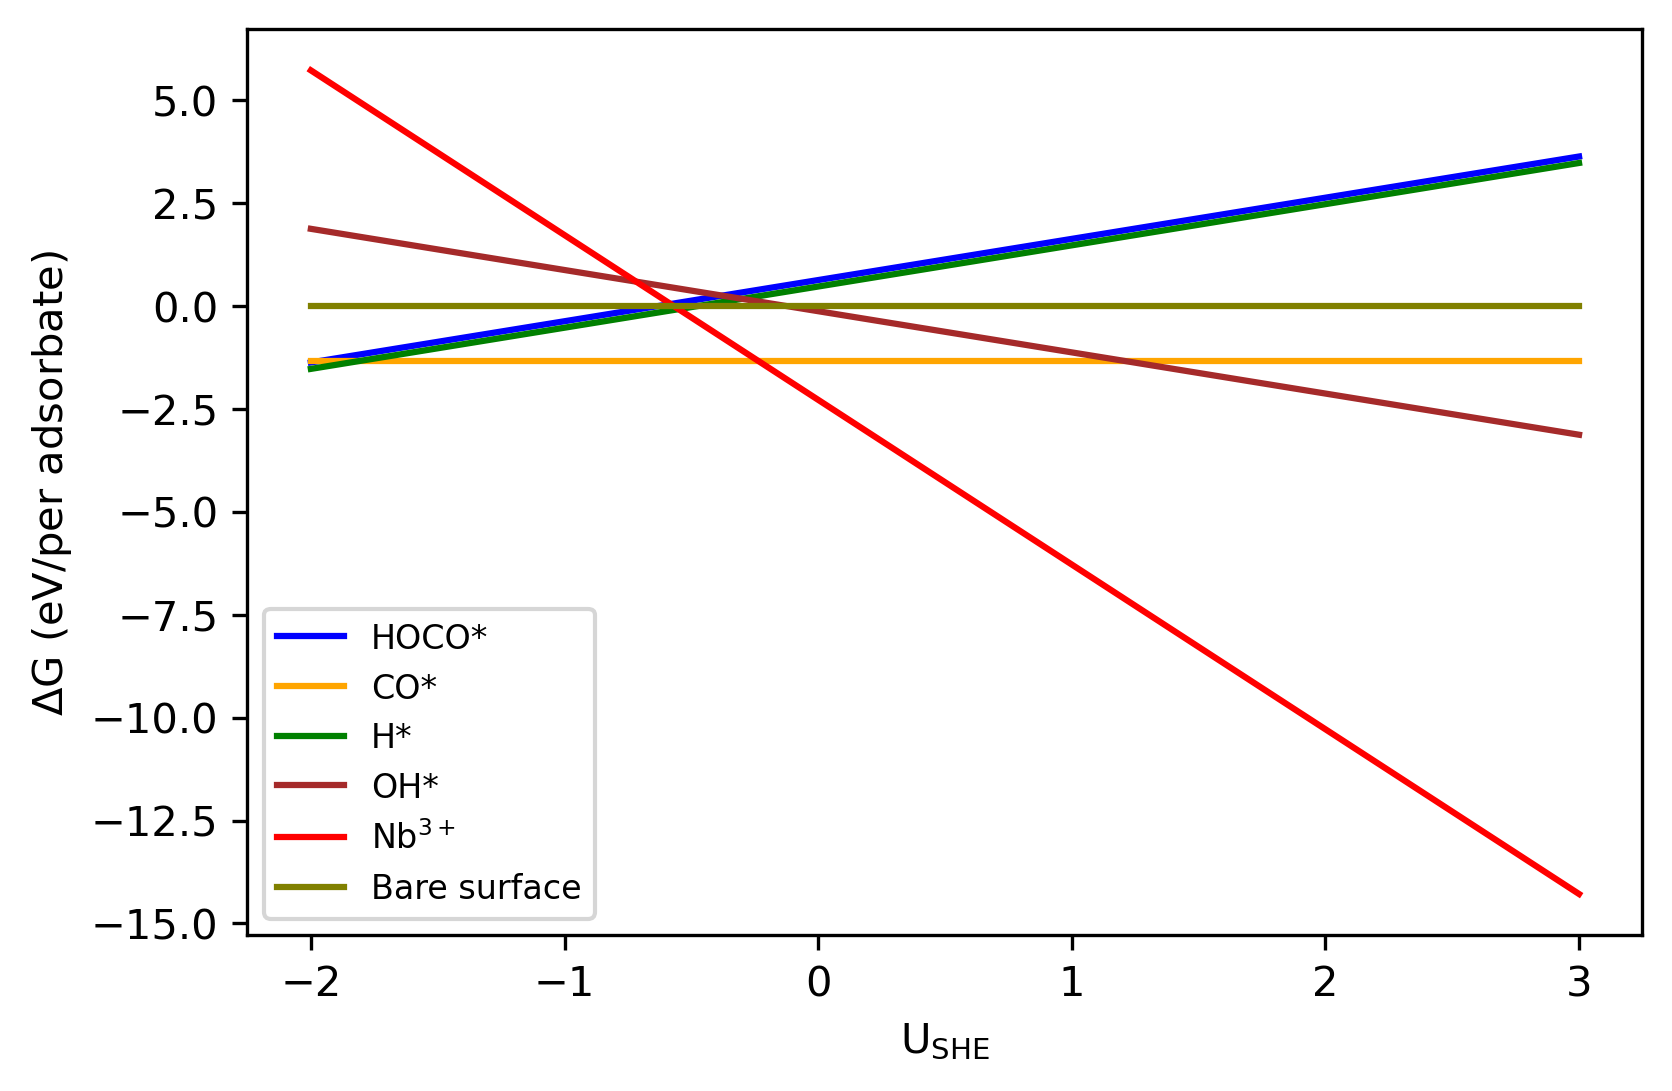 5.0
2.5
0.0
−2.5
−5.0
−7.5
−10.0
−12.5
−15.0
ΔG (eV/per adsorbate)
HOCO*
CO*
H*
OH*
Nb³⁺
Bare surface
−2 −1 0 1 2 3
U_SHE